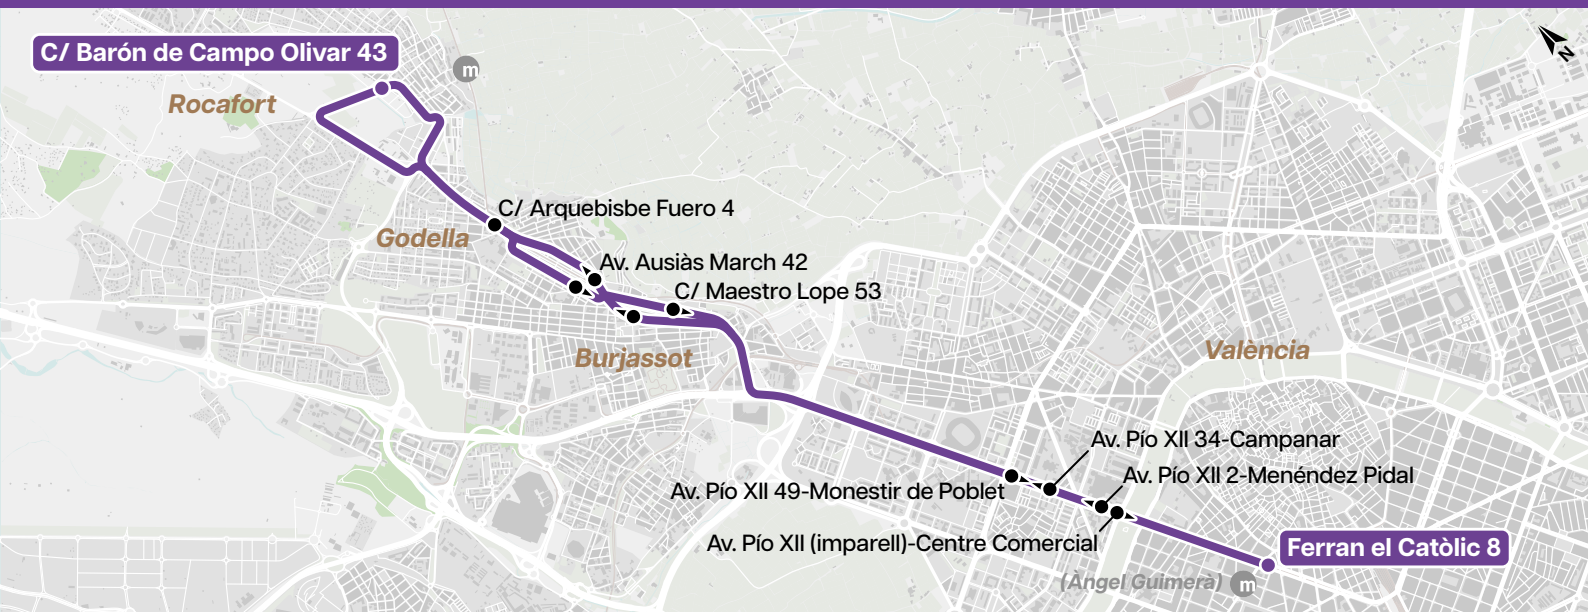 C/ Barón de Campo Olivar 43
m
Rocafort
N
C/ Arquebisbe Fuero 4
Godella
Av. Ausiàs March 42
C/ Maestro Lope 53
Burjassot
València
Av. Pío XII 34-Campanar
Av. Pío XII 2-Menéndez Pidal
Av. Pío XII 49-Monestir de Poblet
Av. Pío XII (imparell)-Centre Comercial
Ferran el Catòlic 8
(Àngel Guimerà) m